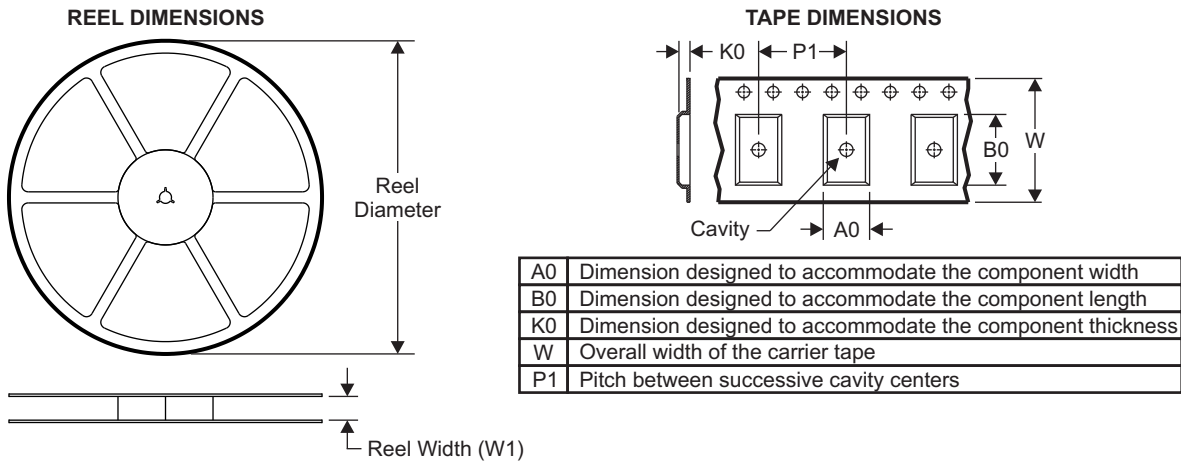 REEL DIMENSIONS
Reel
Diameter
Reel Width (W1)
TAPE DIMENSIONS
K0
P1
B0
W
Cavity
A0
A0 Dimension designed to accommodate the component width
B0 Dimension designed to accommodate the component length
K0 Dimension designed to accommodate the component thickness
W Overall width of the carrier tape
P1 Pitch between successive cavity centers